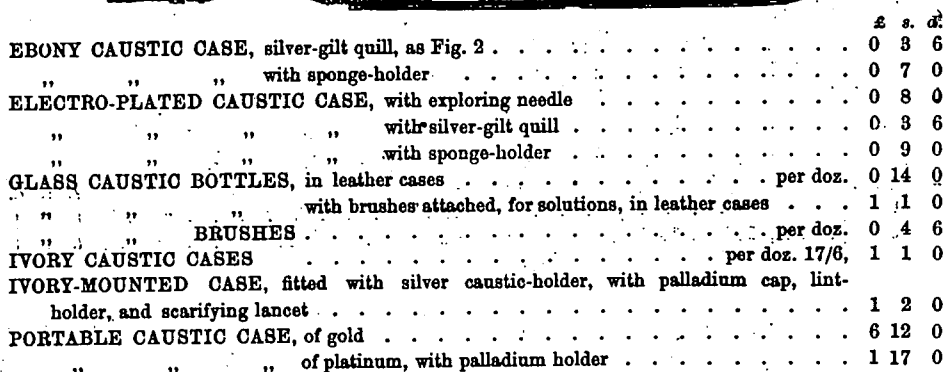 £ s. d.
EBONY CAUSTIC CASE, silver-gilt quill, as Fig. 2 . . . . . . . . . . . . . . 0 3 6
„ „ „ with sponge-holder . . . . . . . . . . . . . . 0 7 0
ELECTRO-PLATED CAUSTIC CASE, with exploring needle . . . . . . . . . . 0 8 0
„ „ „ „ with silver-gilt quill . . . . . . . . . . . 0 3 6
„ „ „ „ with sponge-holder . . . . . . . . . . . 0 9 0
GLASS CAUSTIC BOTTLES, in leather cases . . . . . . . . . . . per doz. 0 14 0
„ „ „ with brushes attached, for solutions, in leather cases . . . 1 1 0
„ „ BRUSHES . . . . . . . . . . . . . . . . . per doz. 0 4 6
IVORY CAUSTIC CASES . . . . . . . . . . . . . . per doz. 17/6, 1 1 0
IVORY-MOUNTED CASE, fitted with silver caustic-holder, with palladium cap, lint-
holder, and scarifying lancet . . . . . . . . . . . . . . . . . . . 1 2 0
PORTABLE CAUSTIC CASE, of gold . . . . . . . . . . . . . . . . . 6 12 0
„ „ „ of platinum, with palladium holder . . . . . . . . . 1 17 0